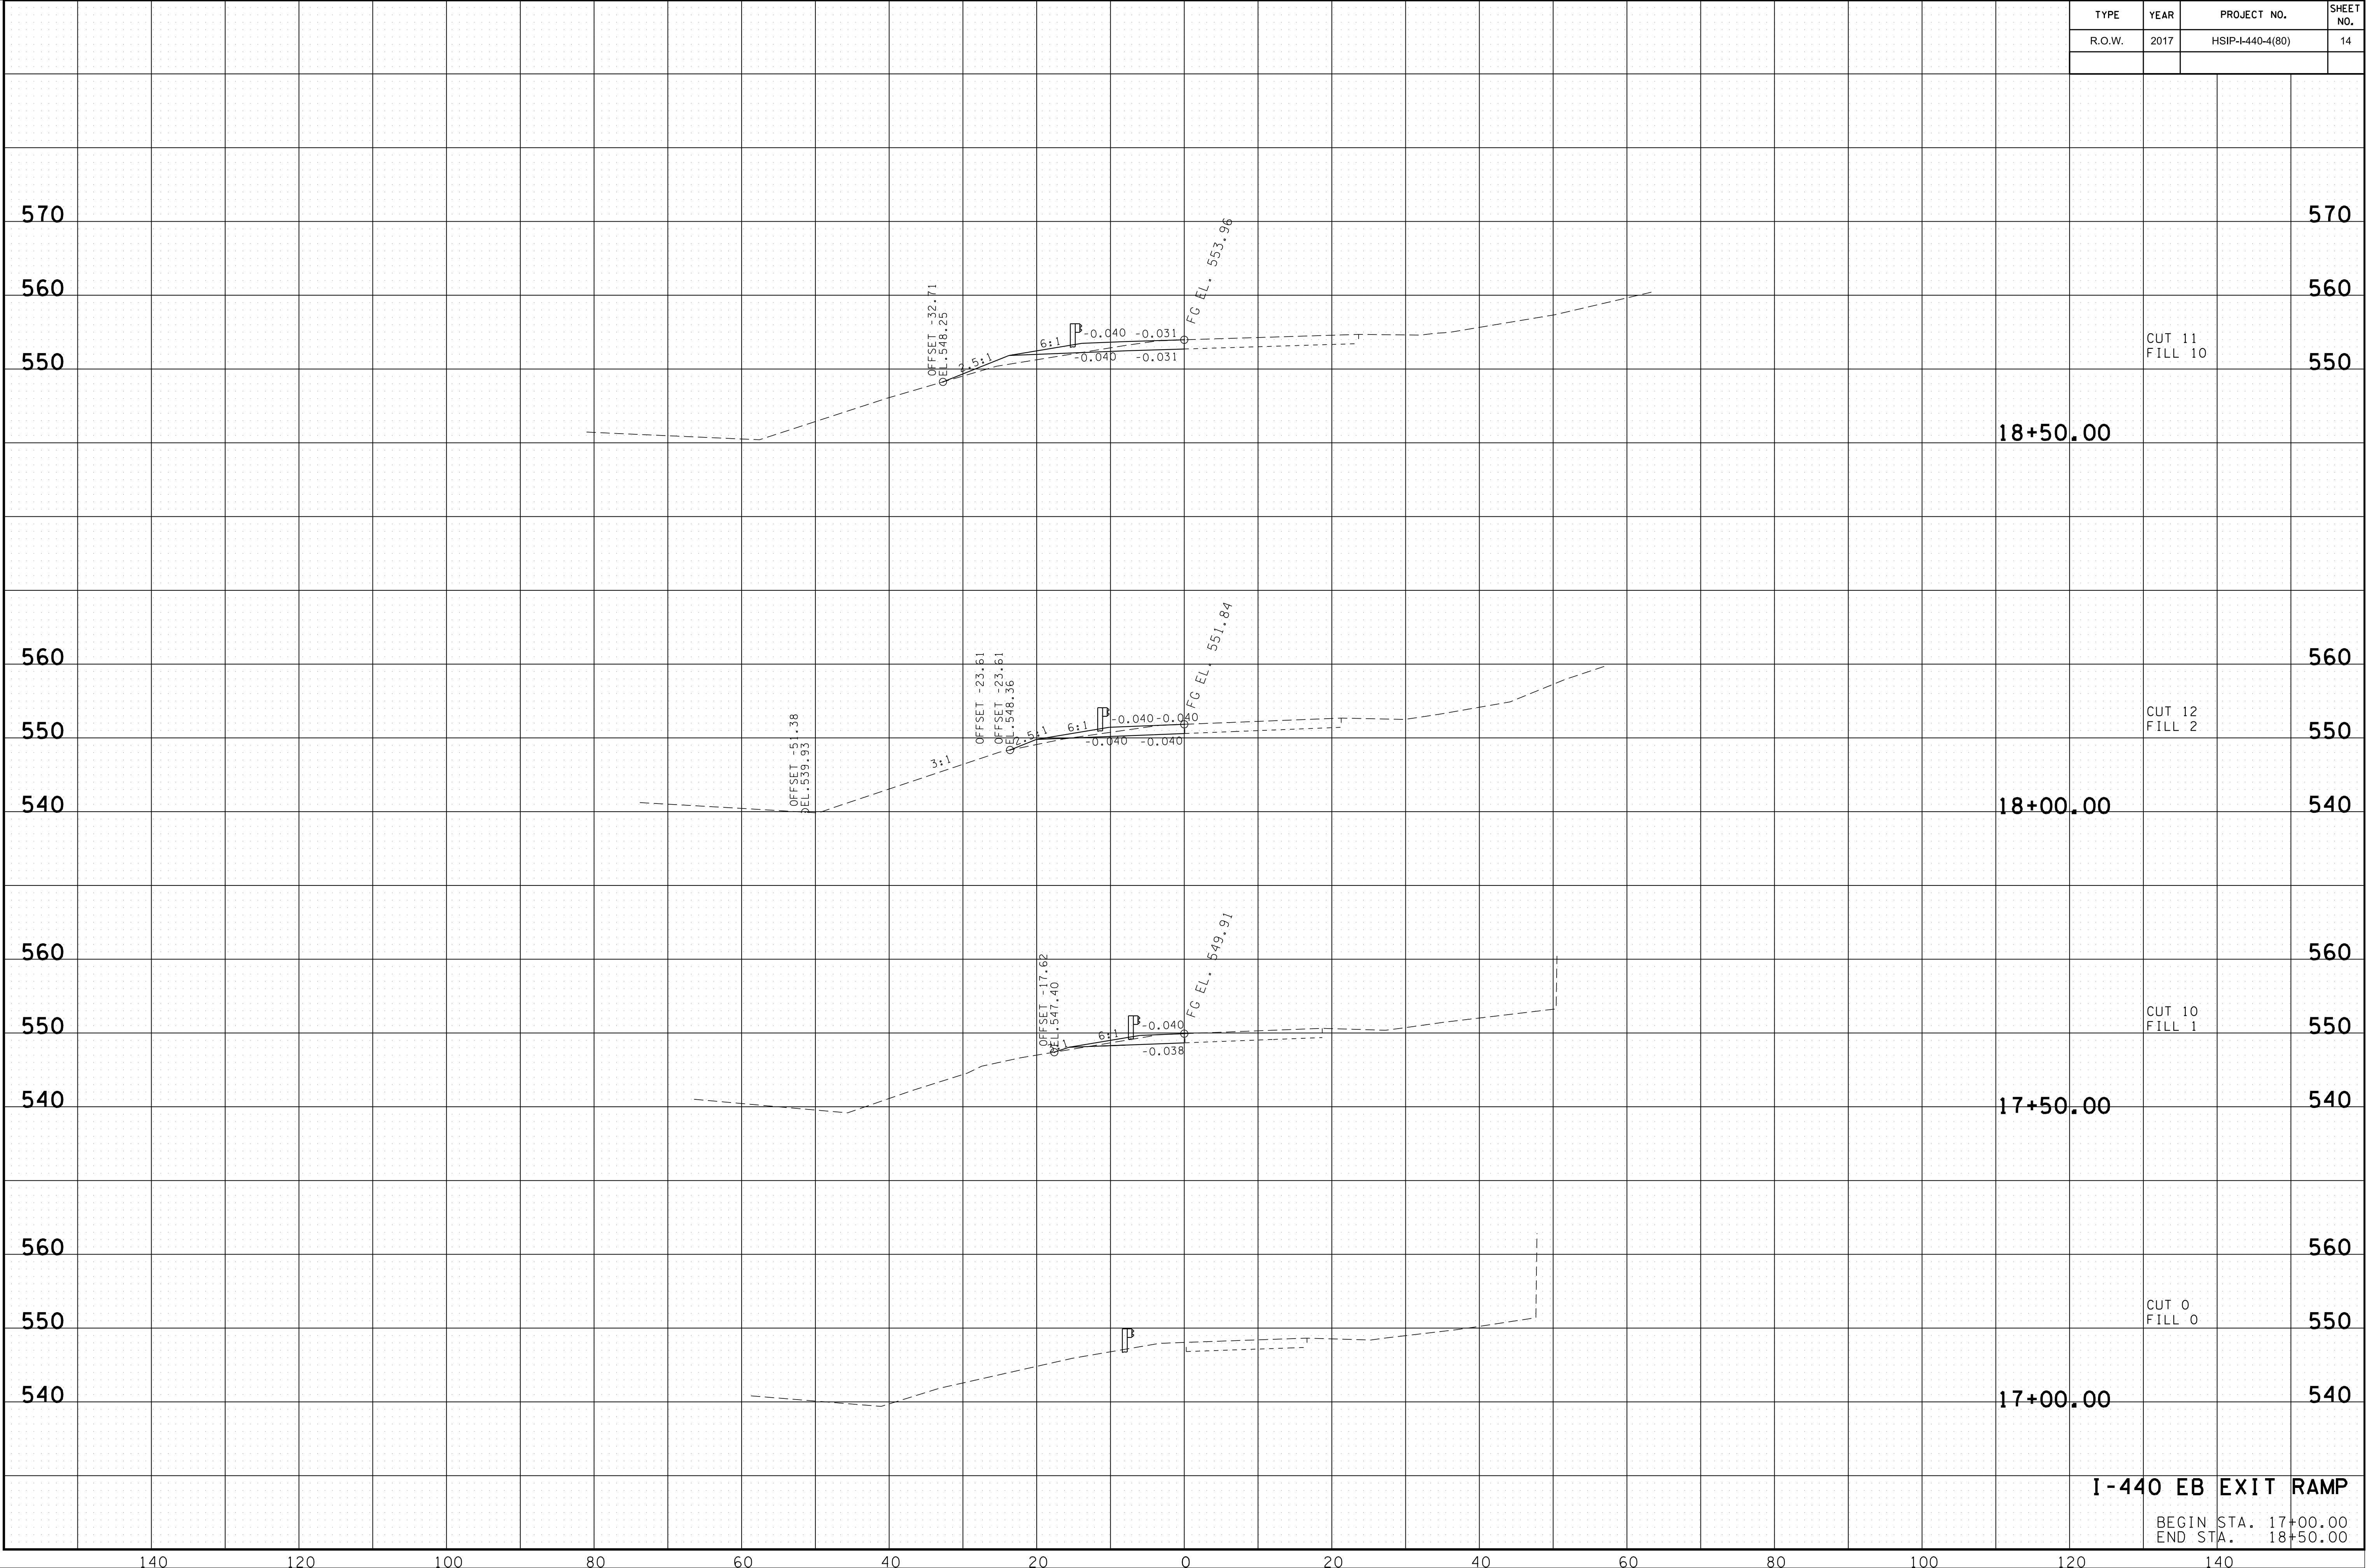 TYPE YEAR PROJECT NO. SHEET NO.
R.O.W. 2017 HSIP-I-440-4(80) 14
570 570
560 560
550 550
OFFSET -32.71
EL.548.25
2.5:1
6:1
-0.040 -0.031
-0.040 -0.031
FG EL. 553.96
CUT 11
FILL 10
18+50.00
560 560
550 550
540 540
OFFSET -51.38
EL.539.93
3:1
OFFSET -23.61
OFFSET -23.61
EL.548.36
2.5:1
6:1
-0.040 -0.040
-0.040 -0.040
FG EL. 551.84
CUT 12
FILL 2
18+00.00
560 560
550 550
540 540
OFFSET -17.62
EL.547.40
6:1
-0.040
-0.038
FG EL. 549.91
CUT 10
FILL 1
17+50.00
560 560
550 550
540 540
CUT 0
FILL 0
17+00.00
I-440 EB EXIT RAMP
BEGIN STA. 17+00.00
END STA. 18+50.00
140 120 100 80 60 40 20 0 20 40 60 80 100 120 140